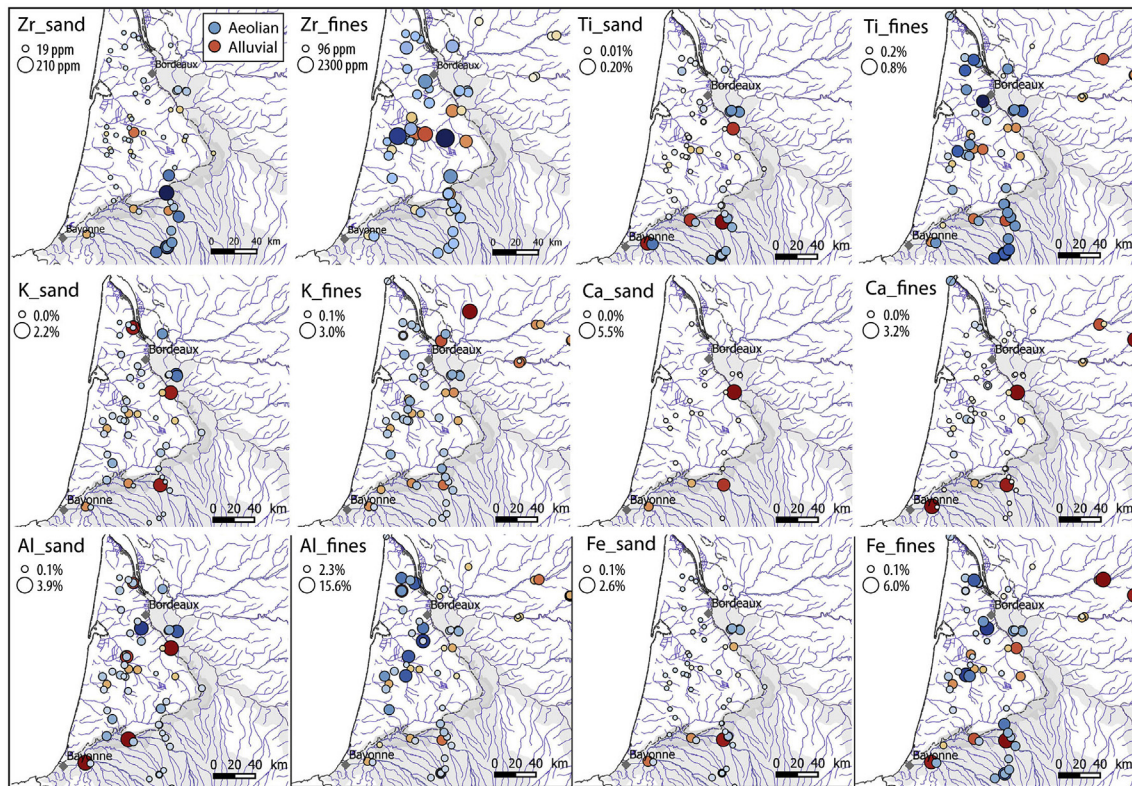 Zr_sand
19 ppm
210 ppm
Aeolian
Alluvial
Bordeaux
Bayonne
0 20 40 km
Zr_fines
96 ppm
2300 ppm
Bordeaux
Bayonne
0 20 40 km
Ti_sand
0.01%
0.20%
Bordeaux
Bayonne
0 20 40 km
Ti_fines
0.2%
0.8%
Bordeaux
Bayonne
0 20 40 km
K_sand
0.0%
2.2%
Bordeaux
Bayonne
0 20 40 km
K_fines
0.1%
3.0%
Bordeaux
Bayonne
0 20 40 km
Ca_sand
0.0%
5.5%
Bordeaux
Bayonne
0 20 40 km
Ca_fines
0.0%
3.2%
Bordeaux
Bayonne
0 20 40 km
Al_sand
0.1%
3.9%
Bordeaux
Bayonne
0 20 40 km
Al_fines
2.3%
15.6%
Bordeaux
Bayonne
0 20 40 km
Fe_sand
0.1%
2.6%
Bordeaux
Bayonne
0 20 40 km
Fe_fines
0.1%
6.0%
Bordeaux
Bayonne
0 20 40 km